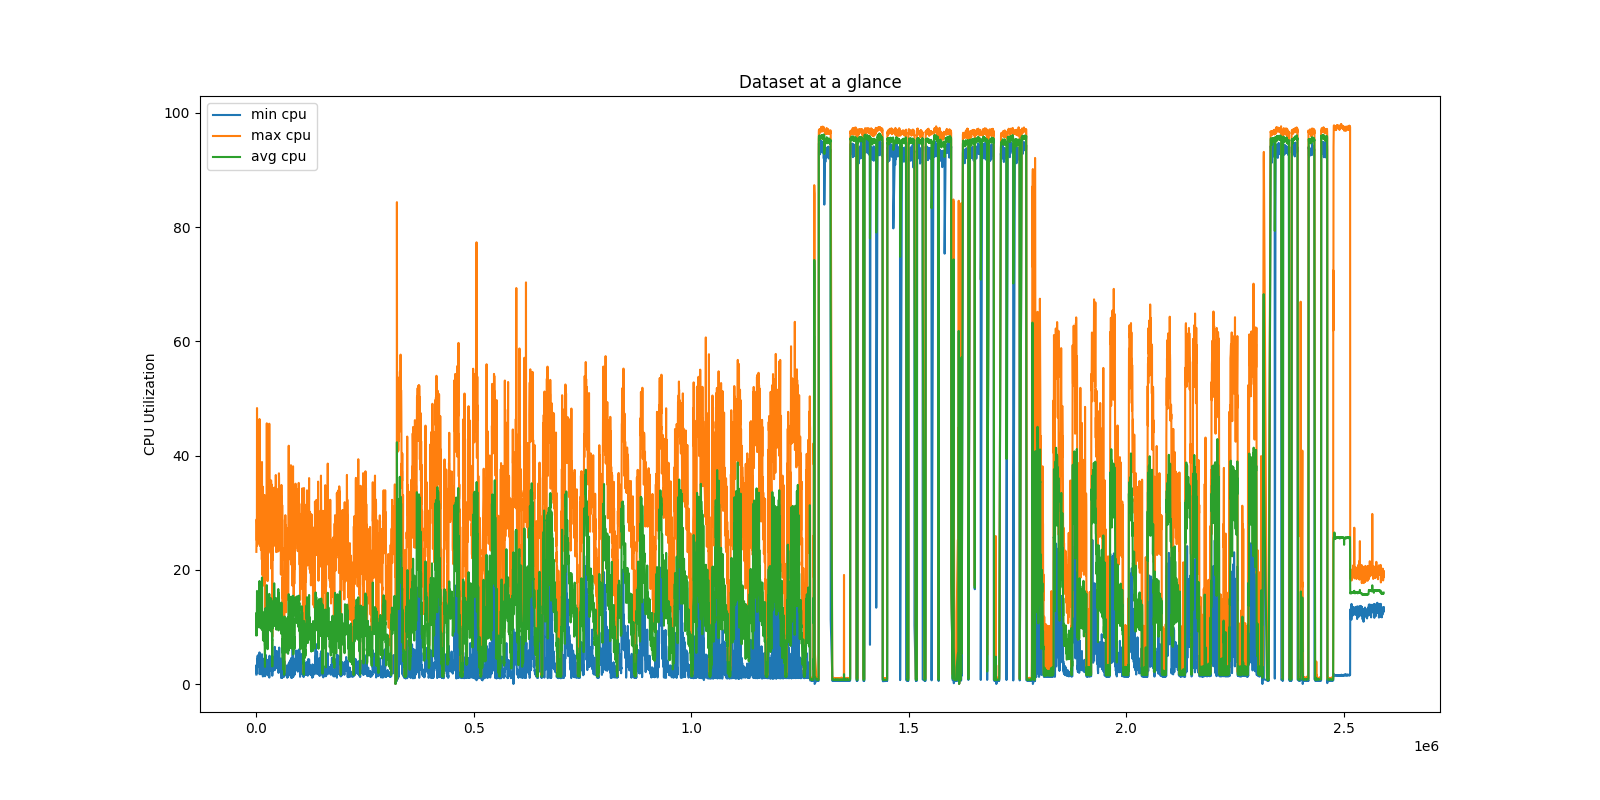 Dataset at a glance
min cpu
max cpu
avg cpu
CPU Utilization
100
80
60
40
20
0
0.0 0.5 1.0 1.5 2.0 2.5
1e6